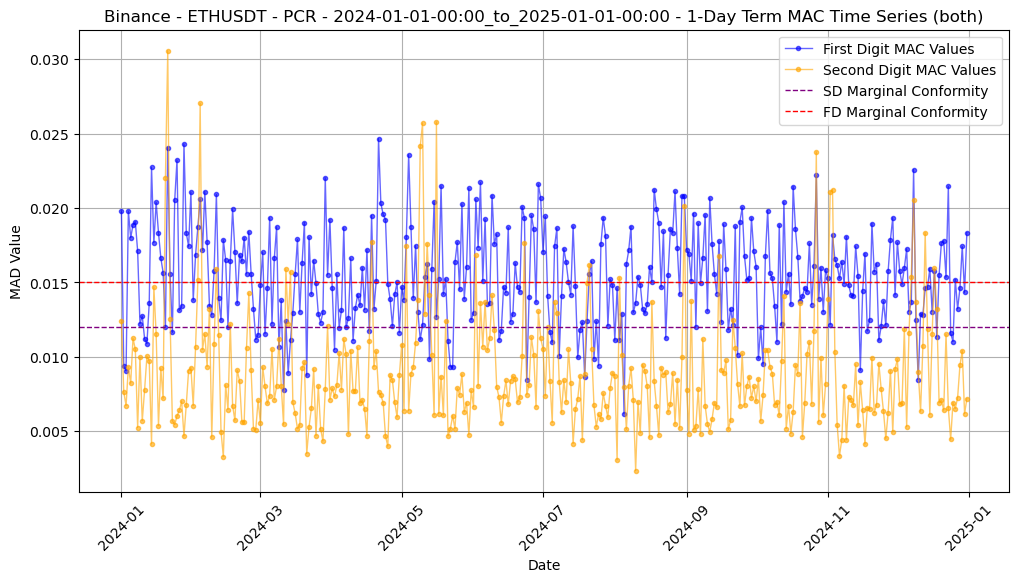 Binance - ETHUSDT - PCR - 2024-01-01-00:00_to_2025-01-01-00:00 - 1-Day Term MAC Time Series (both)
First Digit MAC Values
Second Digit MAC Values
SD Marginal Conformity
FD Marginal Conformity
MAD Value
0.030
0.025
0.020
0.015
0.010
0.005
2024-01
2024-03
2024-05
2024-07
2024-09
2024-11
2025-01
Date